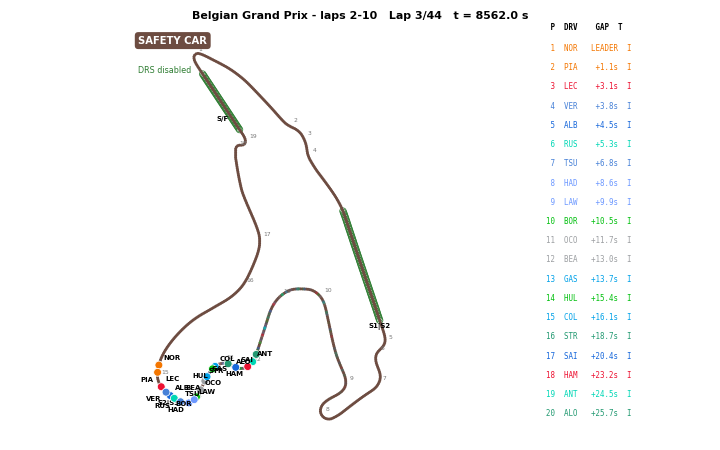 Belgian Grand Prix - laps 2-10   Lap 3/44   t = 8562.0 s
SAFETY CAR
DRS disabled
S/F
19
2
3
4
17
16
10
S1|S2
5
9
7
8
15
NOR
PIA
LEC
VER
ALB
RUS
HAD
BOR
TSU
BEA
LAW
OCO
HUL
GAS
STR
COL
HAM
ALO
SAI
ANT
P  DRV  GAP  T
1  NOR  LEADER  I
2  PIA  +1.1s  I
3  LEC  +3.1s  I
4  VER  +3.8s  I
5  ALB  +4.5s  I
6  RUS  +5.3s  I
7  TSU  +6.8s  I
8  HAD  +8.6s  I
9  LAW  +9.9s  I
10  BOR  +10.5s  I
11  OCO  +11.7s  I
12  BEA  +13.0s  I
13  GAS  +13.7s  I
14  HUL  +15.4s  I
15  COL  +16.1s  I
16  STR  +18.7s  I
17  SAI  +20.4s  I
18  HAM  +23.2s  I
19  ANT  +24.5s  I
20  ALO  +25.7s  I